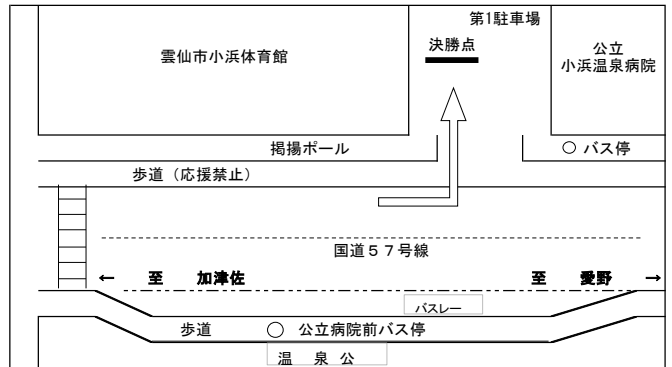 第1駐車場
決勝点
雲仙市小浜体育館
公立
小浜温泉病院
掲揚ポール
○ バス停
歩道（応援禁止）
国道５７号線
← 至 加津佐
至 愛野 →
バスレー
歩道 ○ 公立病院前バス停
温 泉 公